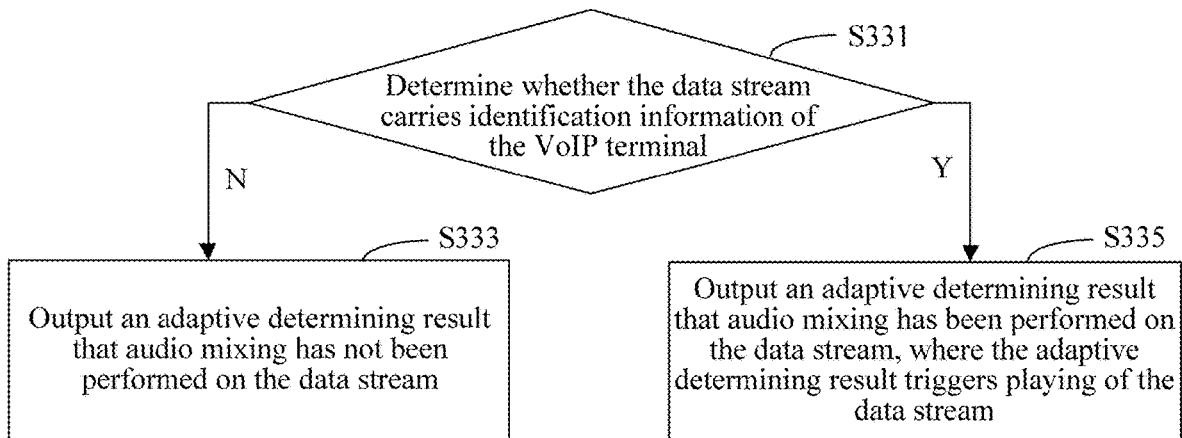 S331
Determine whether the data stream
carries identification information of
the VoIP terminal
N
Y
S333
S335
Output an adaptive determining result
that audio mixing has not been
performed on the data stream
Output an adaptive determining result
that audio mixing has been performed on
the data stream, where the adaptive
determining result triggers playing of the
data stream